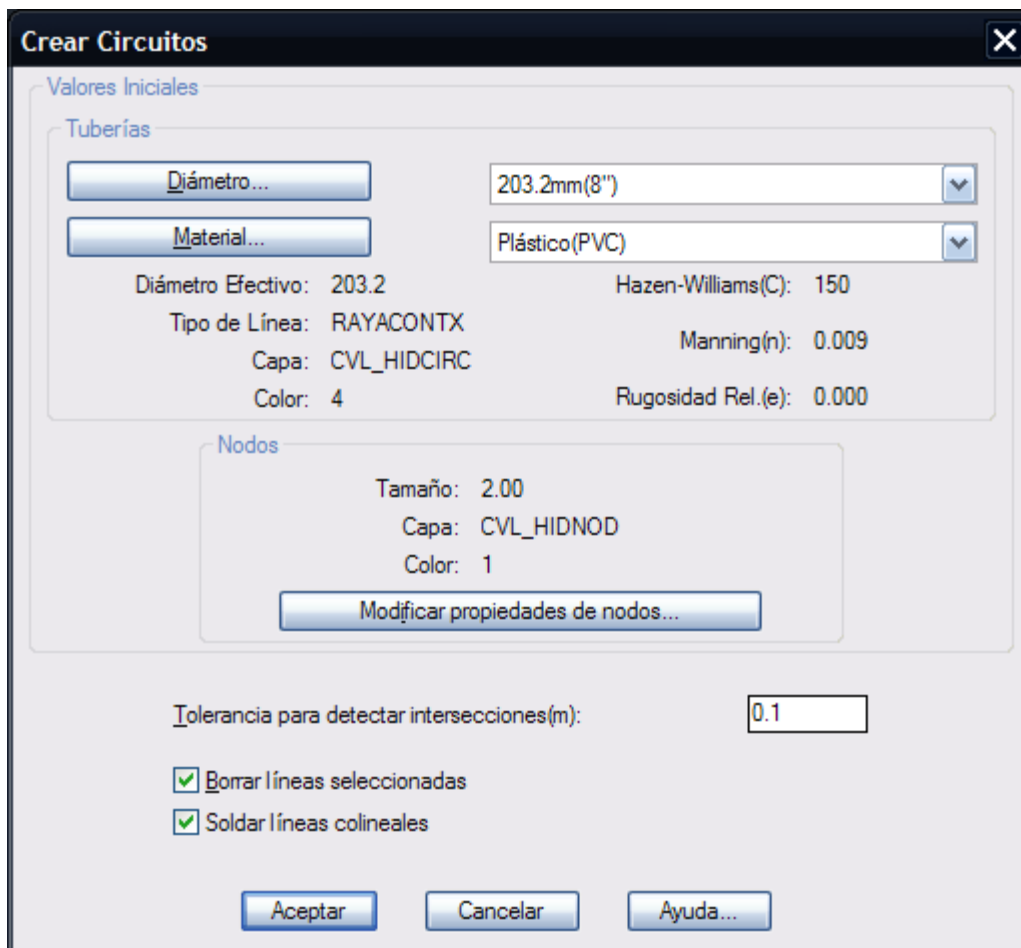 Crear Circuitos
Valores Iniciales
Tuberías
Diámetro...
203.2mm(8")
Material...
Plástico(PVC)
Diámetro Efectivo: 203.2
Hazen-Williams(C): 150
Tipo de Línea: RAYACONTX
Manning(n): 0.009
Capa: CVL_HIDCIRC
Color: 4
Rugosidad Rel.(e): 0.000
Nodos
Tamaño: 2.00
Capa: CVL_HIDNOD
Color: 1
Modificar propiedades de nodos...
Tolerancia para detectar intersecciones(m): 0.1
Borrar líneas seleccionadas
Soldar líneas colineales
Aceptar
Cancelar
Ayuda...